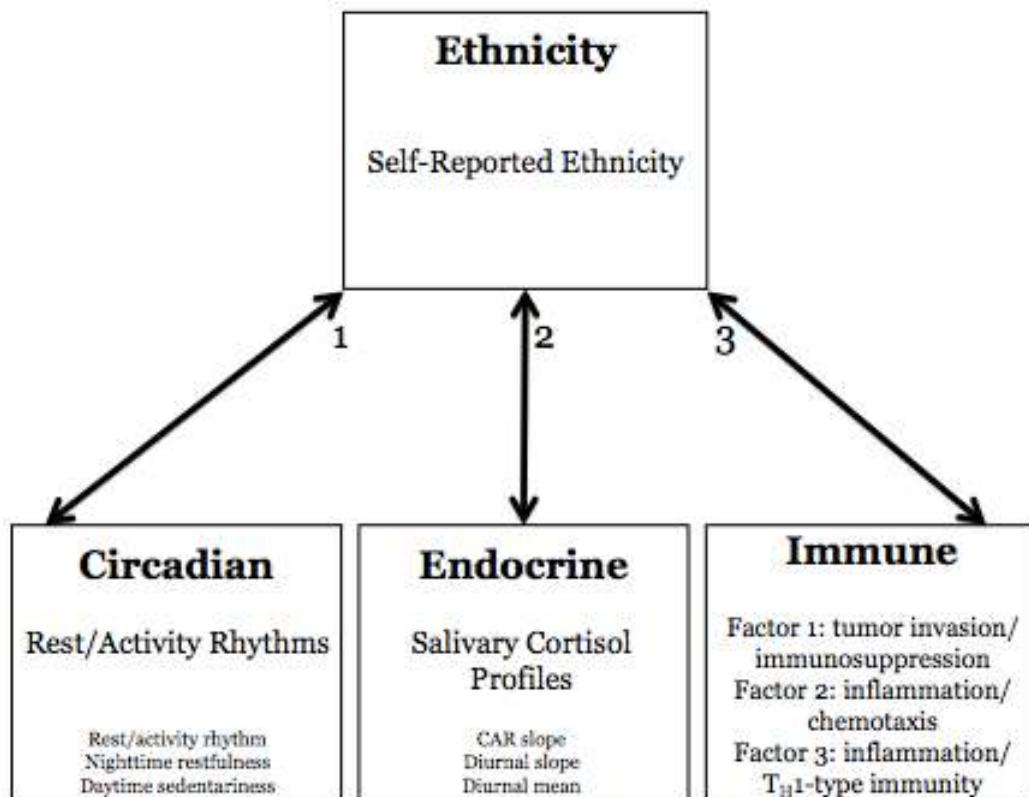 Ethnicity
Self-Reported Ethnicity
1
2
3
Circadian
Rest/Activity Rhythms
Rest/activity rhythm
Nighttime restfulness
Daytime sedentariness
Endocrine
Salivary Cortisol
Profiles
CAR slope
Diurnal slope
Diurnal mean
Immune
Factor 1: tumor invasion/
immunosuppression
Factor 2: inflammation/
chemotaxis
Factor 3: inflammation/
TH1-type immunity